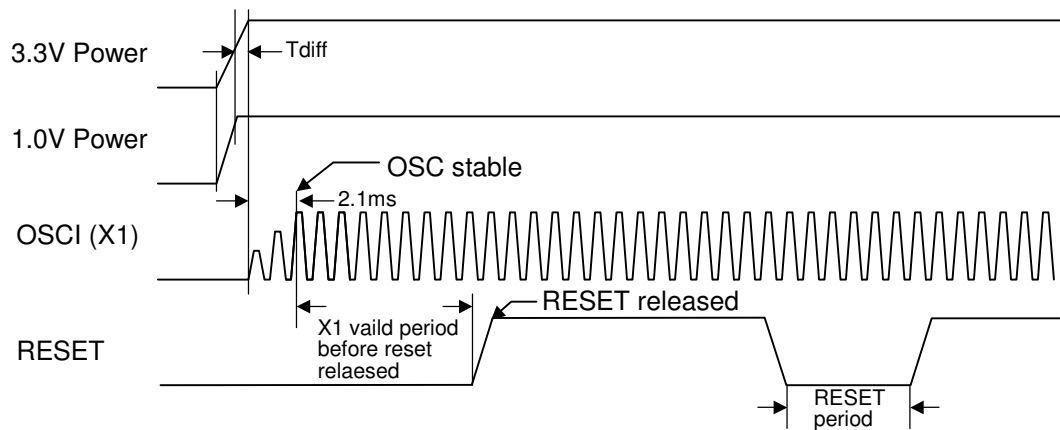 3.3V Power
Tdiff
1.0V Power
OSC stable
2.1ms
OSCI (X1)
RESET released
X1 vaild period
before reset
relaesed
RESET
RESET
period